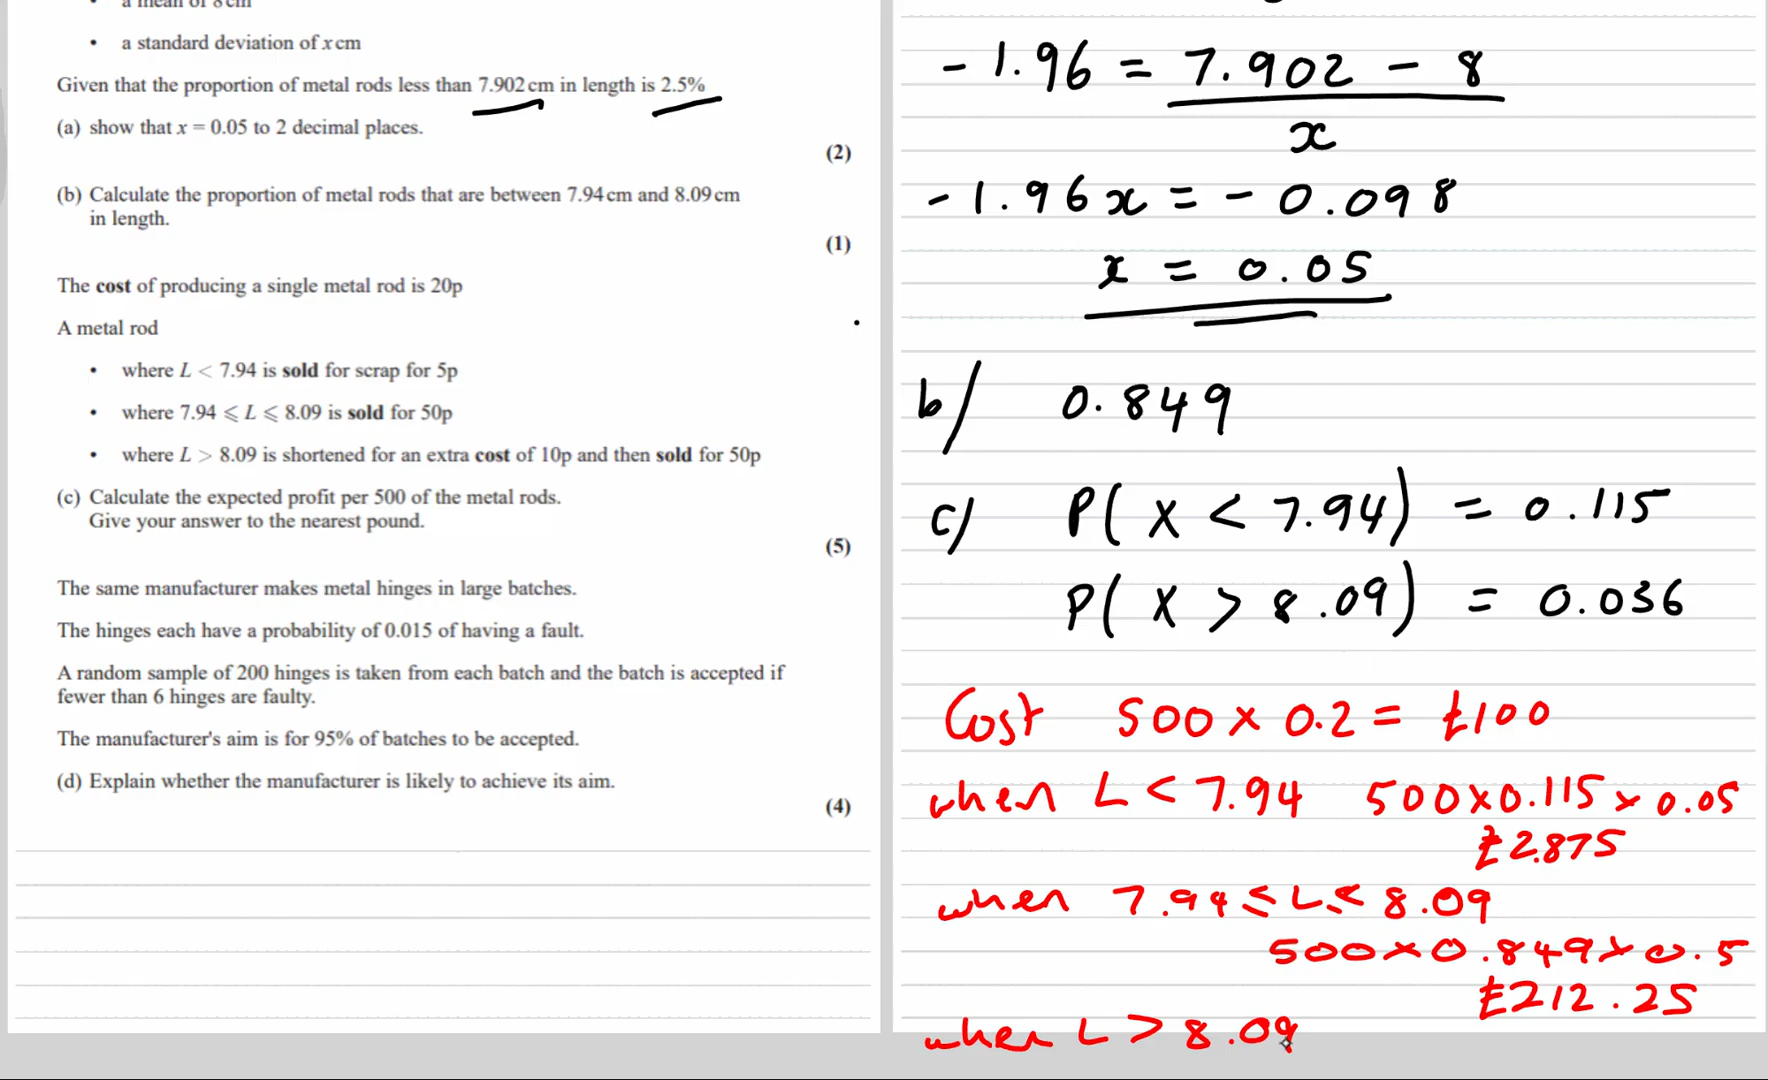 a mean of 8 cm
• a standard deviation of x cm
Given that the proportion of metal rods less than 7.902 cm in length is 2.5%
(a) show that x = 0.05 to 2 decimal places.
(2)
(b) Calculate the proportion of metal rods that are between 7.94 cm and 8.09 cm
in length.
(1)
The cost of producing a single metal rod is 20p
A metal rod
• where L < 7.94 is sold for scrap for 5p
• where 7.94 ⩽ L ⩽ 8.09 is sold for 50p
• where L > 8.09 is shortened for an extra cost of 10p and then sold for 50p
(c) Calculate the expected profit per 500 of the metal rods.
Give your answer to the nearest pound.
(5)
The same manufacturer makes metal hinges in large batches.
The hinges each have a probability of 0.015 of having a fault.
A random sample of 200 hinges is taken from each batch and the batch is accepted if
fewer than 6 hinges are faulty.
The manufacturer's aim is for 95% of batches to be accepted.
(d) Explain whether the manufacturer is likely to achieve its aim.
(4)
-1.96 = 7.902 - 8
x
-1.96x = -0.098
x = 0.05
b/ 0.849
c/ P(X < 7.94) = 0.115
P(X > 8.09) = 0.036
Cost 500 × 0.2 = £100
when L < 7.94 500×0.115×0.05
£2.875
when 7.94 ≤ L ≤ 8.09
500×0.849×0.5
£212.25
when L > 8.09